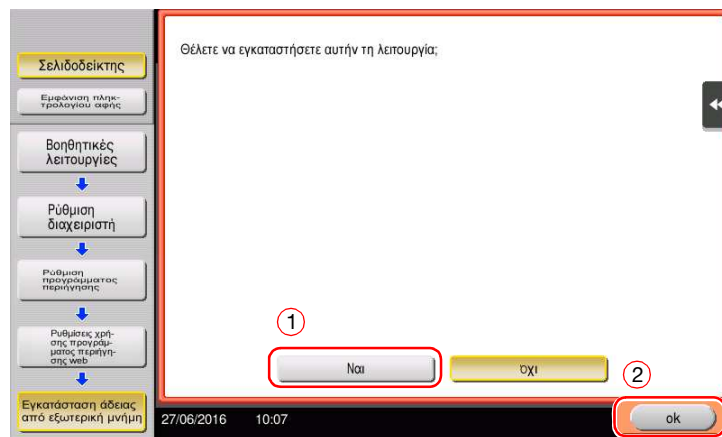 Σελιδοδείκτης
Εμφάνιση πληκ-
τρολογίου αφής
Βοηθητικές
λειτουργίες
Ρύθμιση
διαχειριστή
Ρύθμιση
προγράμματος
περιήγησης
Ρυθμίσεις χρή-
σης προγράμ-
ματος περιήγη-
σης web
Εγκατάσταση άδειας
από εξωτερική μνήμη
Θέλετε να εγκαταστήσετε αυτήν τη λειτουργία;
1
Ναι
Όχι
2
27/06/2016 10:07
ok